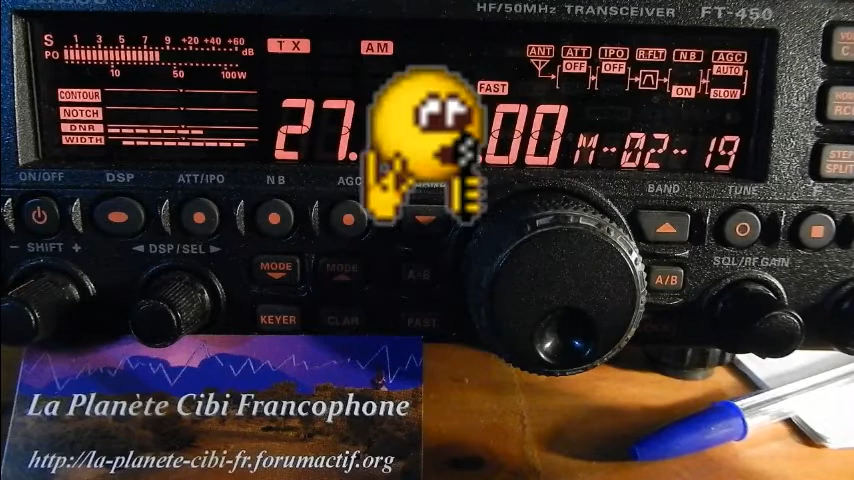 HF/50MHz TRANSCEIVER FT-450
S 1 3 5 7 9 +20 +40 +60 dB
PO 10 50 100W
TX AM
ANT ATT IPO R.FLT NB AGC
OFF OFF AUTO
ON SLOW
CONTOUR
NOTCH
DNR
WIDTH
FAST
27. .00 M-02-19
ON/OFF DSP ATT/IPO NB AGC BAND TUNE
STEP
SPLIT
- SHIFT + ◄ DSP/SEL ► MODE MODE A=B A/B SQL/RF GAIN
KEYER CLAR FAST LOCK
La Planète Cibi Francophone
http://la-planete-cibi-fr.forumactif.org